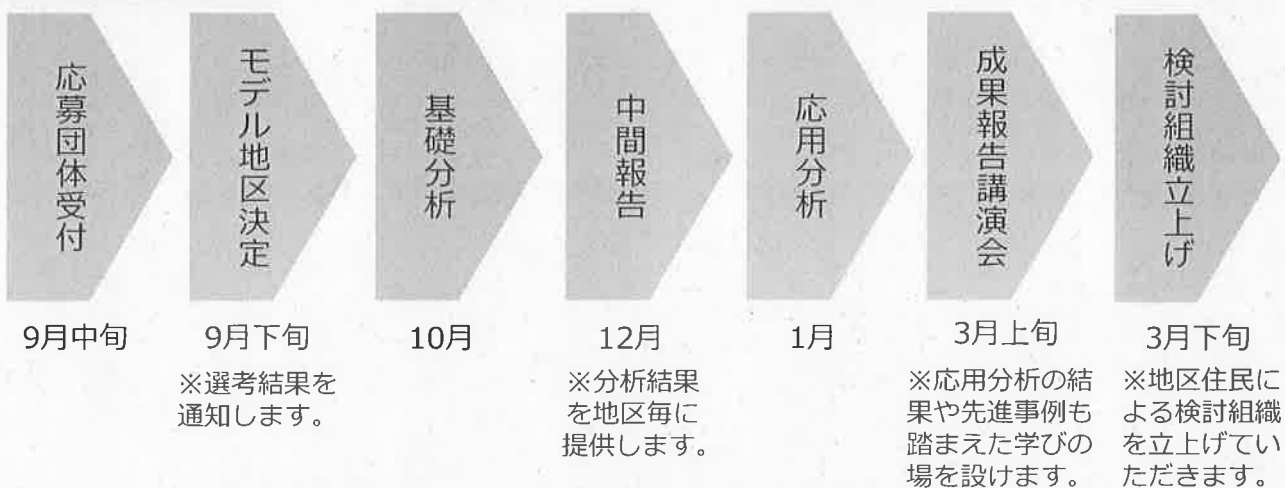 応募団体受付
モデル地区決定
基礎分析
中間報告
応用分析
成果報告講演会
検討組織立上げ
9月中旬
9月下旬
10月
12月
1月
3月上旬
3月下旬
※選考結果を
通知します。
※分析結果
を地区毎に
提供します。
※応用分析の結
果や先進事例も
踏まえた学びの
場を設けます。
※地区住民に
よる検討組織
を立上げてい
ただきます。